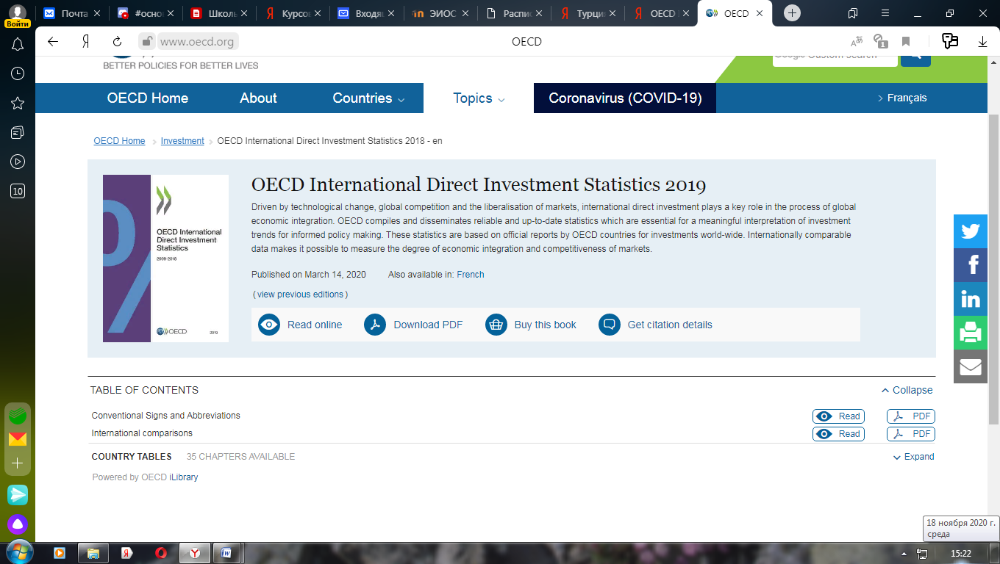 Войти
Почта
#осно
Школь
Курсов
Входящ
ЭИОС
Распис
Турция
OECD
OECD
www.oecd.org
OECD
1
BETTER POLICIES FOR BETTER LIVES
Google Custom search
OECD Home
About
Countries
Topics
Coronavirus (COVID-19)
Français
OECD Home
Investment
OECD International Direct Investment Statistics 2018 - en
10
OECD International
Direct Investment
Statistics
2009-2018
OECD
2019
OECD International Direct Investment Statistics 2019
Driven by technological change, global competition and the liberalisation of markets, international direct investment plays a key role in the process of global
economic integration. OECD compiles and disseminates reliable and up-to-date statistics which are essential for a meaningful interpretation of investment
trends for informed policy making. These statistics are based on official reports by OECD countries for investments world-wide. Internationally comparable
data makes it possible to measure the degree of economic integration and competitiveness of markets.
Published on March 14, 2020
Also available in: French
( view previous editions )
Read online
Download PDF
Buy this book
Get citation details
TABLE OF CONTENTS
Collapse
Conventional Signs and Abbreviations
Read
PDF
International comparisons
Read
PDF
COUNTRY TABLES
35 CHAPTERS AVAILABLE
Expand
Powered by OECD iLibrary
18 ноября 2020 г.
среда
15:22